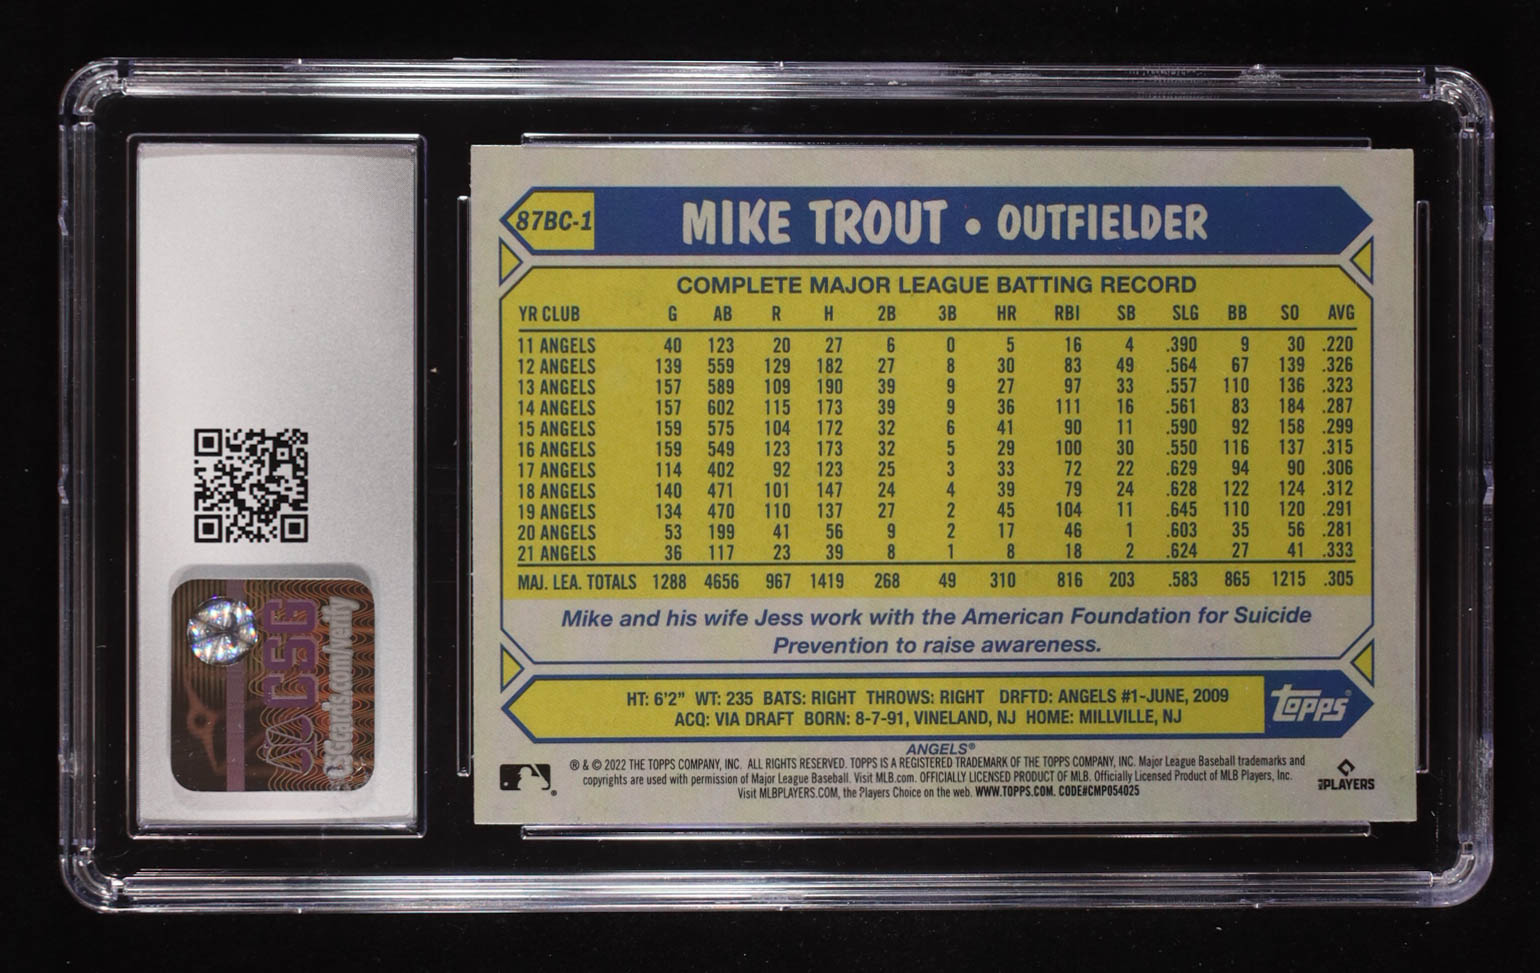 87BC-1 MIKE TROUT • OUTFIELDER
COMPLETE MAJOR LEAGUE BATTING RECORD
YR CLUB G AB R H 2B 3B HR RBI SB SLG BB SO AVG
11 ANGELS 40 123 20 27 6 0 5 16 4 .390 9 30 .220
12 ANGELS 139 559 129 182 27 8 30 83 49 .564 67 139 .326
13 ANGELS 157 589 109 190 39 9 27 97 33 .557 110 136 .323
14 ANGELS 157 602 115 173 39 9 36 111 16 .561 83 184 .287
15 ANGELS 159 575 104 172 32 6 41 90 11 .590 92 158 .299
16 ANGELS 159 549 123 173 32 5 29 100 30 .550 116 137 .315
17 ANGELS 114 402 92 123 25 3 33 72 22 .629 94 90 .306
18 ANGELS 140 471 101 147 24 4 39 79 24 .628 122 124 .312
19 ANGELS 134 470 110 137 27 2 45 104 11 .645 110 120 .291
20 ANGELS 53 199 41 56 9 2 17 46 1 .603 35 56 .281
21 ANGELS 36 117 23 39 8 1 8 18 2 .624 27 41 .333
MAJ. LEA. TOTALS 1288 4656 967 1419 268 49 310 816 203 .583 865 1215 .305
Mike and his wife Jess work with the American Foundation for Suicide
Prevention to raise awareness.
HT: 6'2" WT: 235 BATS: RIGHT THROWS: RIGHT DRFTD: ANGELS #1-JUNE, 2009
ACQ: VIA DRAFT BORN: 8-7-91, VINELAND, NJ HOME: MILLVILLE, NJ
topps®
ANGELS®
® & © 2022 THE TOPPS COMPANY, INC. ALL RIGHTS RESERVED. TOPPS IS A REGISTERED TRADEMARK OF THE TOPPS COMPANY, INC. Major League Baseball trademarks and
copyrights are used with permission of Major League Baseball. Visit MLB.com. OFFICIALLY LICENSED PRODUCT OF MLB. Officially Licensed Product of MLB Players, Inc.
Visit MLBPLAYERS.COM, the Players Choice on the web. WWW.TOPPS.COM. CODE#CMP054025
MLB PLAYERS
CSG
CSGcards.com/verify